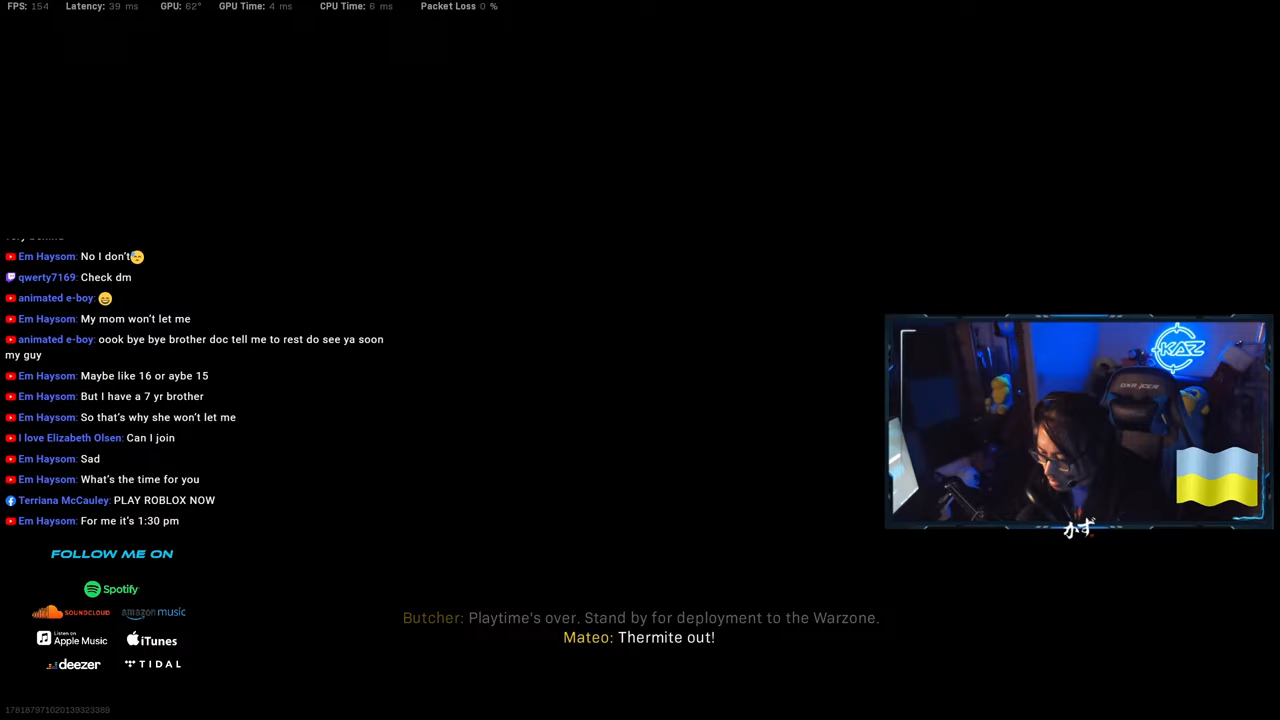 FPS: 154 Latency: 39 ms GPU: 62° GPU Time: 4 ms CPU Time: 6 ms Packet Loss 0 %
Em Haysom: No I don't😅
qwerty7169: Check dm
animated e-boy: 😄
Em Haysom: My mom won't let me
animated e-boy: oook bye bye brother doc tell me to rest do see ya soon
my guy
Em Haysom: Maybe like 16 or aybe 15
Em Haysom: But I have a 7 yr brother
Em Haysom: So that's why she won't let me
I love Elizabeth Olsen: Can I join
Em Haysom: Sad
Em Haysom: What's the time for you
Terriana McCauley: PLAY ROBLOX NOW
Em Haysom: For me it's 1:30 pm
KAZ
DXRACER
かず
FOLLOW ME ON
Spotify
SOUNDCLOUD amazon music
Listen on
Apple Music iTunes
deezer TIDAL
Butcher: Playtime's over. Stand by for deployment to the Warzone.
Mateo: Thermite out!
17818797102013932338​9